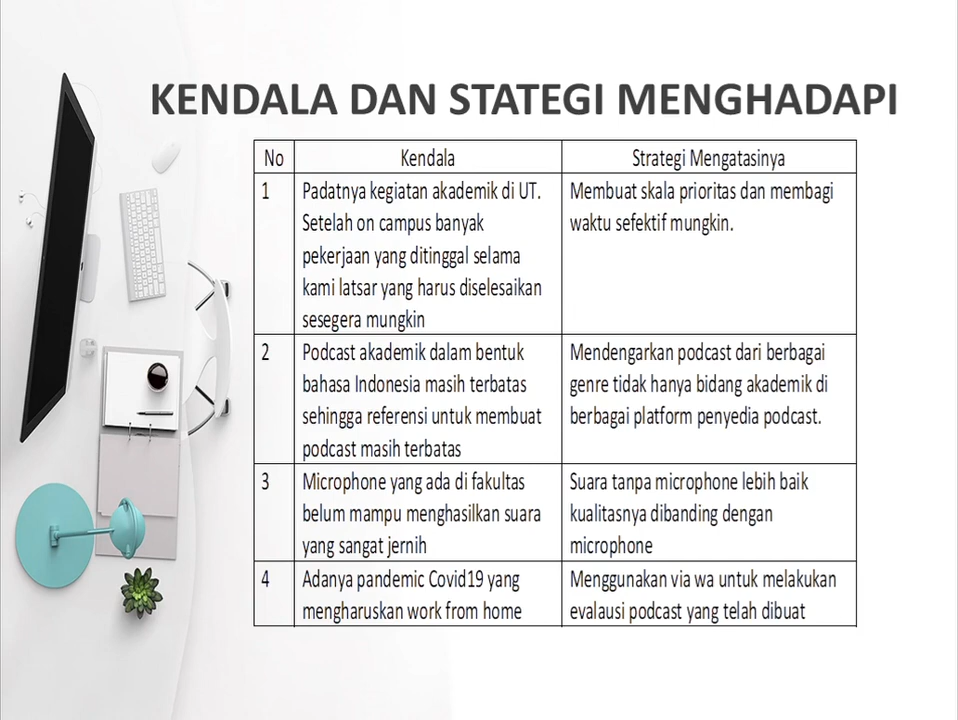 KENDALA DAN STATEGI MENGHADAPI
No Kendala Strategi Mengatasinya
1 Padatnya kegiatan akademik di UT. Membuat skala prioritas dan membagi
Setelah on campus banyak waktu sefektif mungkin.
pekerjaan yang ditinggal selama
kami latsar yang harus diselesaikan
sesegera mungkin
2 Podcast akademik dalam bentuk Mendengarkan podcast dari berbagai
bahasa Indonesia masih terbatas genre tidak hanya bidang akademik di
sehingga referensi untuk membuat berbagai platform penyedia podcast.
podcast masih terbatas
3 Microphone yang ada di fakultas Suara tanpa microphone lebih baik
belum mampu menghasilkan suara kualitasnya dibanding dengan
yang sangat jernih microphone
4 Adanya pandemic Covid19 yang Menggunakan via wa untuk melakukan
mengharuskan work from home evalausi podcast yang telah dibuat